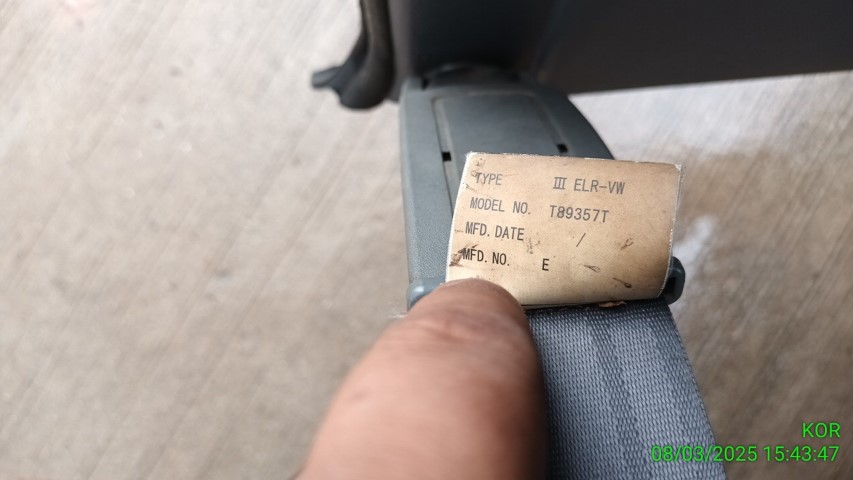 TYPE Ⅲ ELR-VW
MODEL NO. T89357T
MFD. DATE /
MFD. NO. E
KOR
08/03/2025 15:43:47